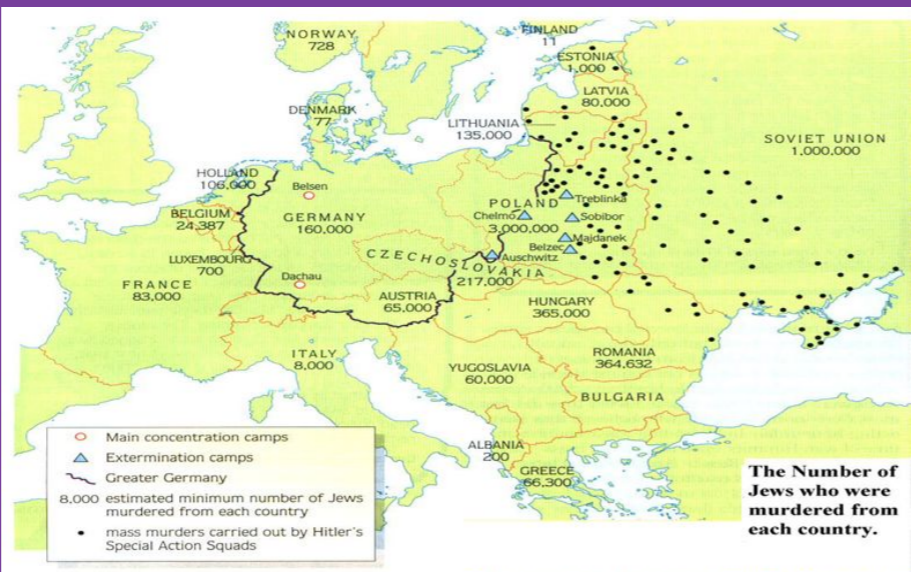 NORWAY
728
FINLAND
11
ESTONIA
1,000
LATVIA
80,000
DENMARK
77
LITHUANIA
135,000
SOVIET UNION
1,000,000
HOLLAND
106,000
Belsen
BELGIUM
24,387
GERMANY
160,000
POLAND
3,000,000
Treblinka
Chelmo
Sobibor
Majdanek
Belzec
Auschwitz
LUXEMBOURG
700
CZECHOSLOVAKIA
217,000
Dachau
FRANCE
83,000
AUSTRIA
65,000
HUNGARY
365,000
ITALY
8,000
YUGOSLAVIA
60,000
ROMANIA
364,632
BULGARIA
ALBANIA
200
GREECE
66,300
Main concentration camps
Extermination camps
Greater Germany
8,000 estimated minimum number of Jews
murdered from each country
mass murders carried out by Hitler's
Special Action Squads
The Number of
Jews who were
murdered from
each country.